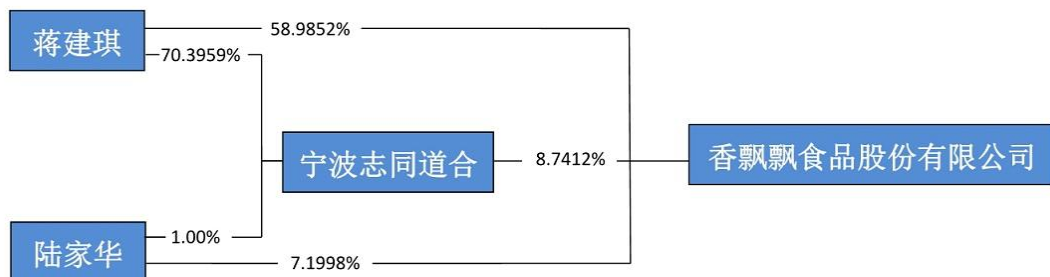 蒋建琪
58.9852%
70.3959%
宁波志同道合
8.7412%
香飘飘食品股份有限公司
陆家华
1.00%
7.1998%